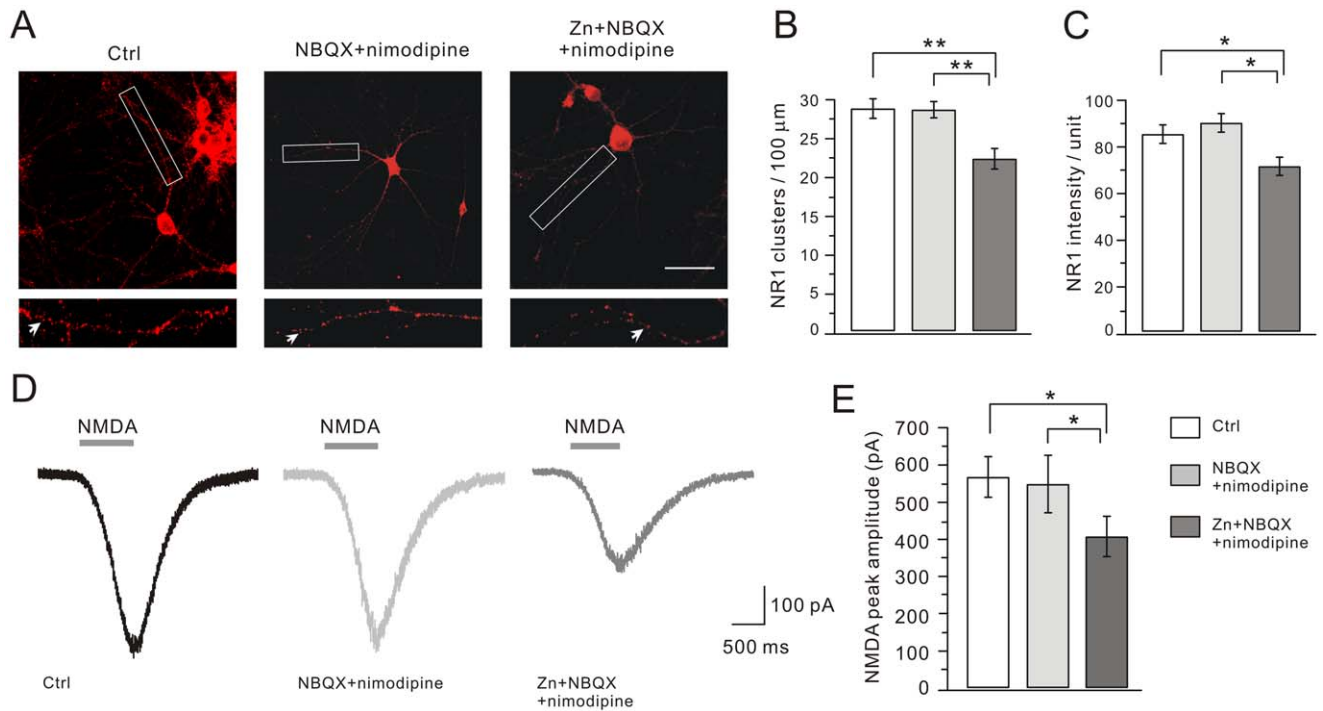 A
Ctrl
NBQX+nimodipine
Zn+NBQX
+nimodipine
B
**
**
NR1 clusters / 100 μm
30
25
20
15
10
5
0
C
*
*
NR1 intensity / unit
100
80
60
40
20
0
D
NMDA
NMDA
NMDA
Ctrl
NBQX+nimodipine
Zn+NBQX
+nimodipine
100 pA
500 ms
E
*
*
NMDA peak amplitude (pA)
700
600
500
400
300
200
100
0
Ctrl
NBQX
+nimodipine
Zn+NBQX
+nimodipine